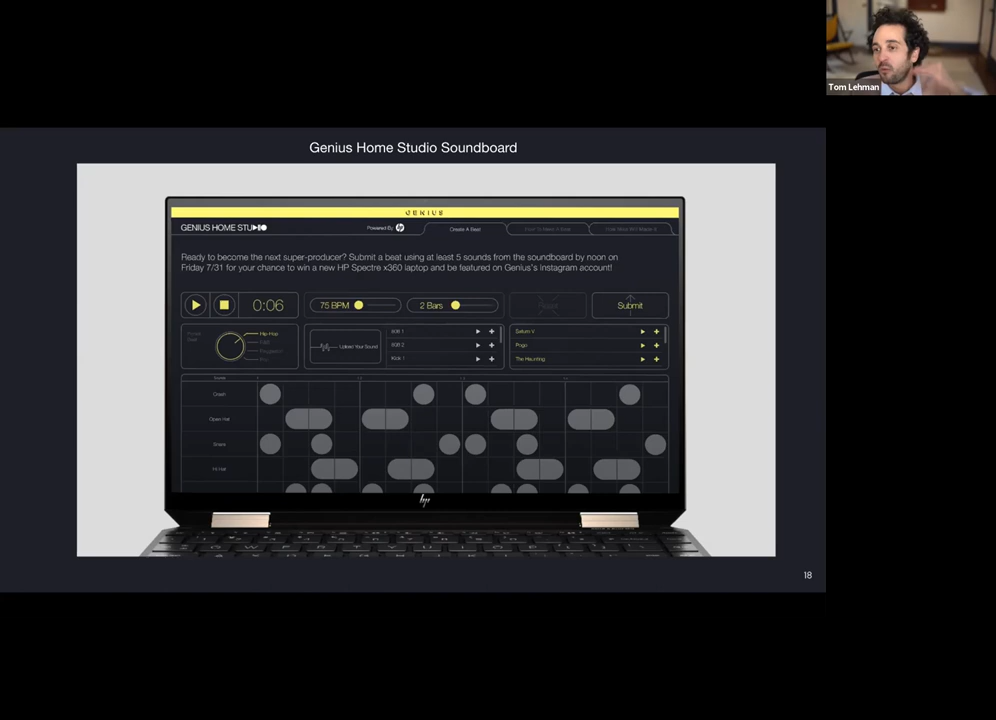 Tom Lehman
Genius Home Studio Soundboard
GENIUS
GENIUS HOME STUDIO
Powered By hp
Create A Beat
Ready to become the next super-producer? Submit a beat using at least 5 sounds from the soundboard by noon on
Friday 7/31 for your chance to win a new HP Spectre x360 laptop and be featured on Genius's Instagram account!
0:06
75 BPM
2 Bars
Reset
Submit
Hip-Hop
R&B
Pop
Upload Your Sound
808 1
808 2
Kick 1
Saturn V
Pogo
The Haunting
Crash
Open Hat
Snare
Hi Hat
hp
18